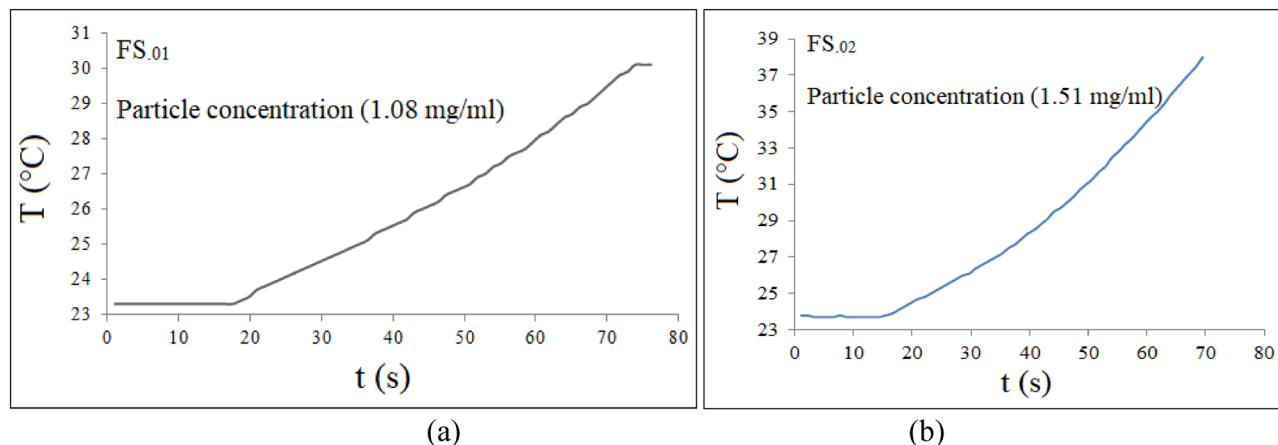 FS.01
Particle concentration (1.08 mg/ml)
T (°C)
31
30
29
28
27
26
25
24
23
0 10 20 30 40 50 60 70 80
t (s)
(a)
FS.02
Particle concentration (1.51 mg/ml)
T (°C)
39
37
35
33
31
29
27
25
23
0 10 20 30 40 50 60 70 80
t (s)
(b)